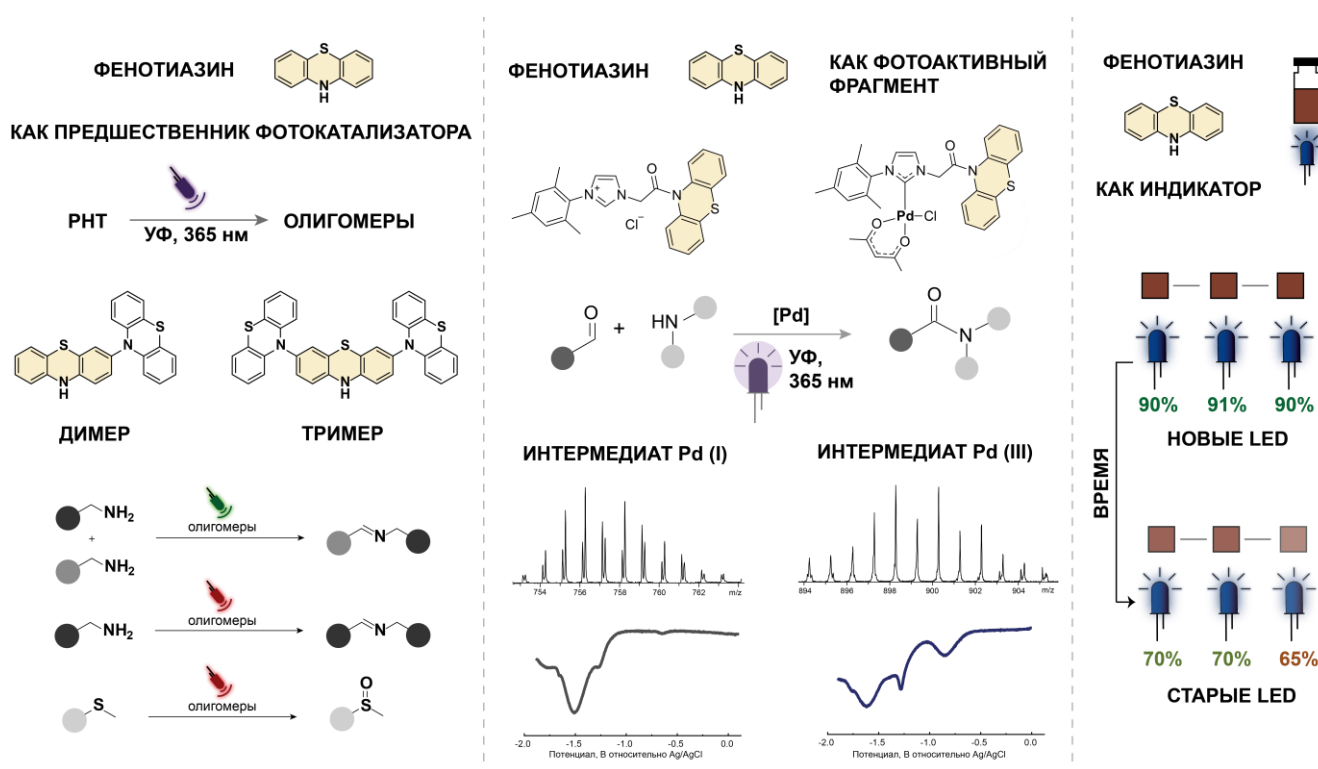 ФЕНОТИАЗИН
S
N
H
КАК ПРЕДШЕСТВЕННИК ФОТОКАТАЛИЗАТОРА
PHT
УФ, 365 нм
ОЛИГОМЕРЫ
S
N
S
N
H
S
N
S
N
H
N
S
ДИМЕР
ТРИМЕР
NH2
+
NH2
олигомеры
N
NH2
олигомеры
N
S
олигомеры
O
S
ФЕНОТИАЗИН
S
N
H
КАК ФОТОАКТИВНЫЙ
ФРАГМЕНТ
N
+
N
O
N
S
Cl−
N
N
O
N
S
Pd
Cl
O
O
O
+
HN
[Pd]
УФ,
365 нм
O
N
ИНТЕРМЕДИАТ Pd (I)
754 756 758 760 762 m/z
-2.0 -1.5 -1.0 -0.5 0.0
Потенциал, В относительно Ag/AgCl
ИНТЕРМЕДИАТ Pd (III)
894 896 898 900 902 904 m/z
-2.0 -1.5 -1.0 -0.5 0.0
Потенциал, В относительно Ag/AgCl
ФЕНОТИАЗИН
S
N
H
КАК ИНДИКАТОР
90% 91% 90%
НОВЫЕ LED
ВРЕМЯ
70% 70% 65%
СТАРЫЕ LED